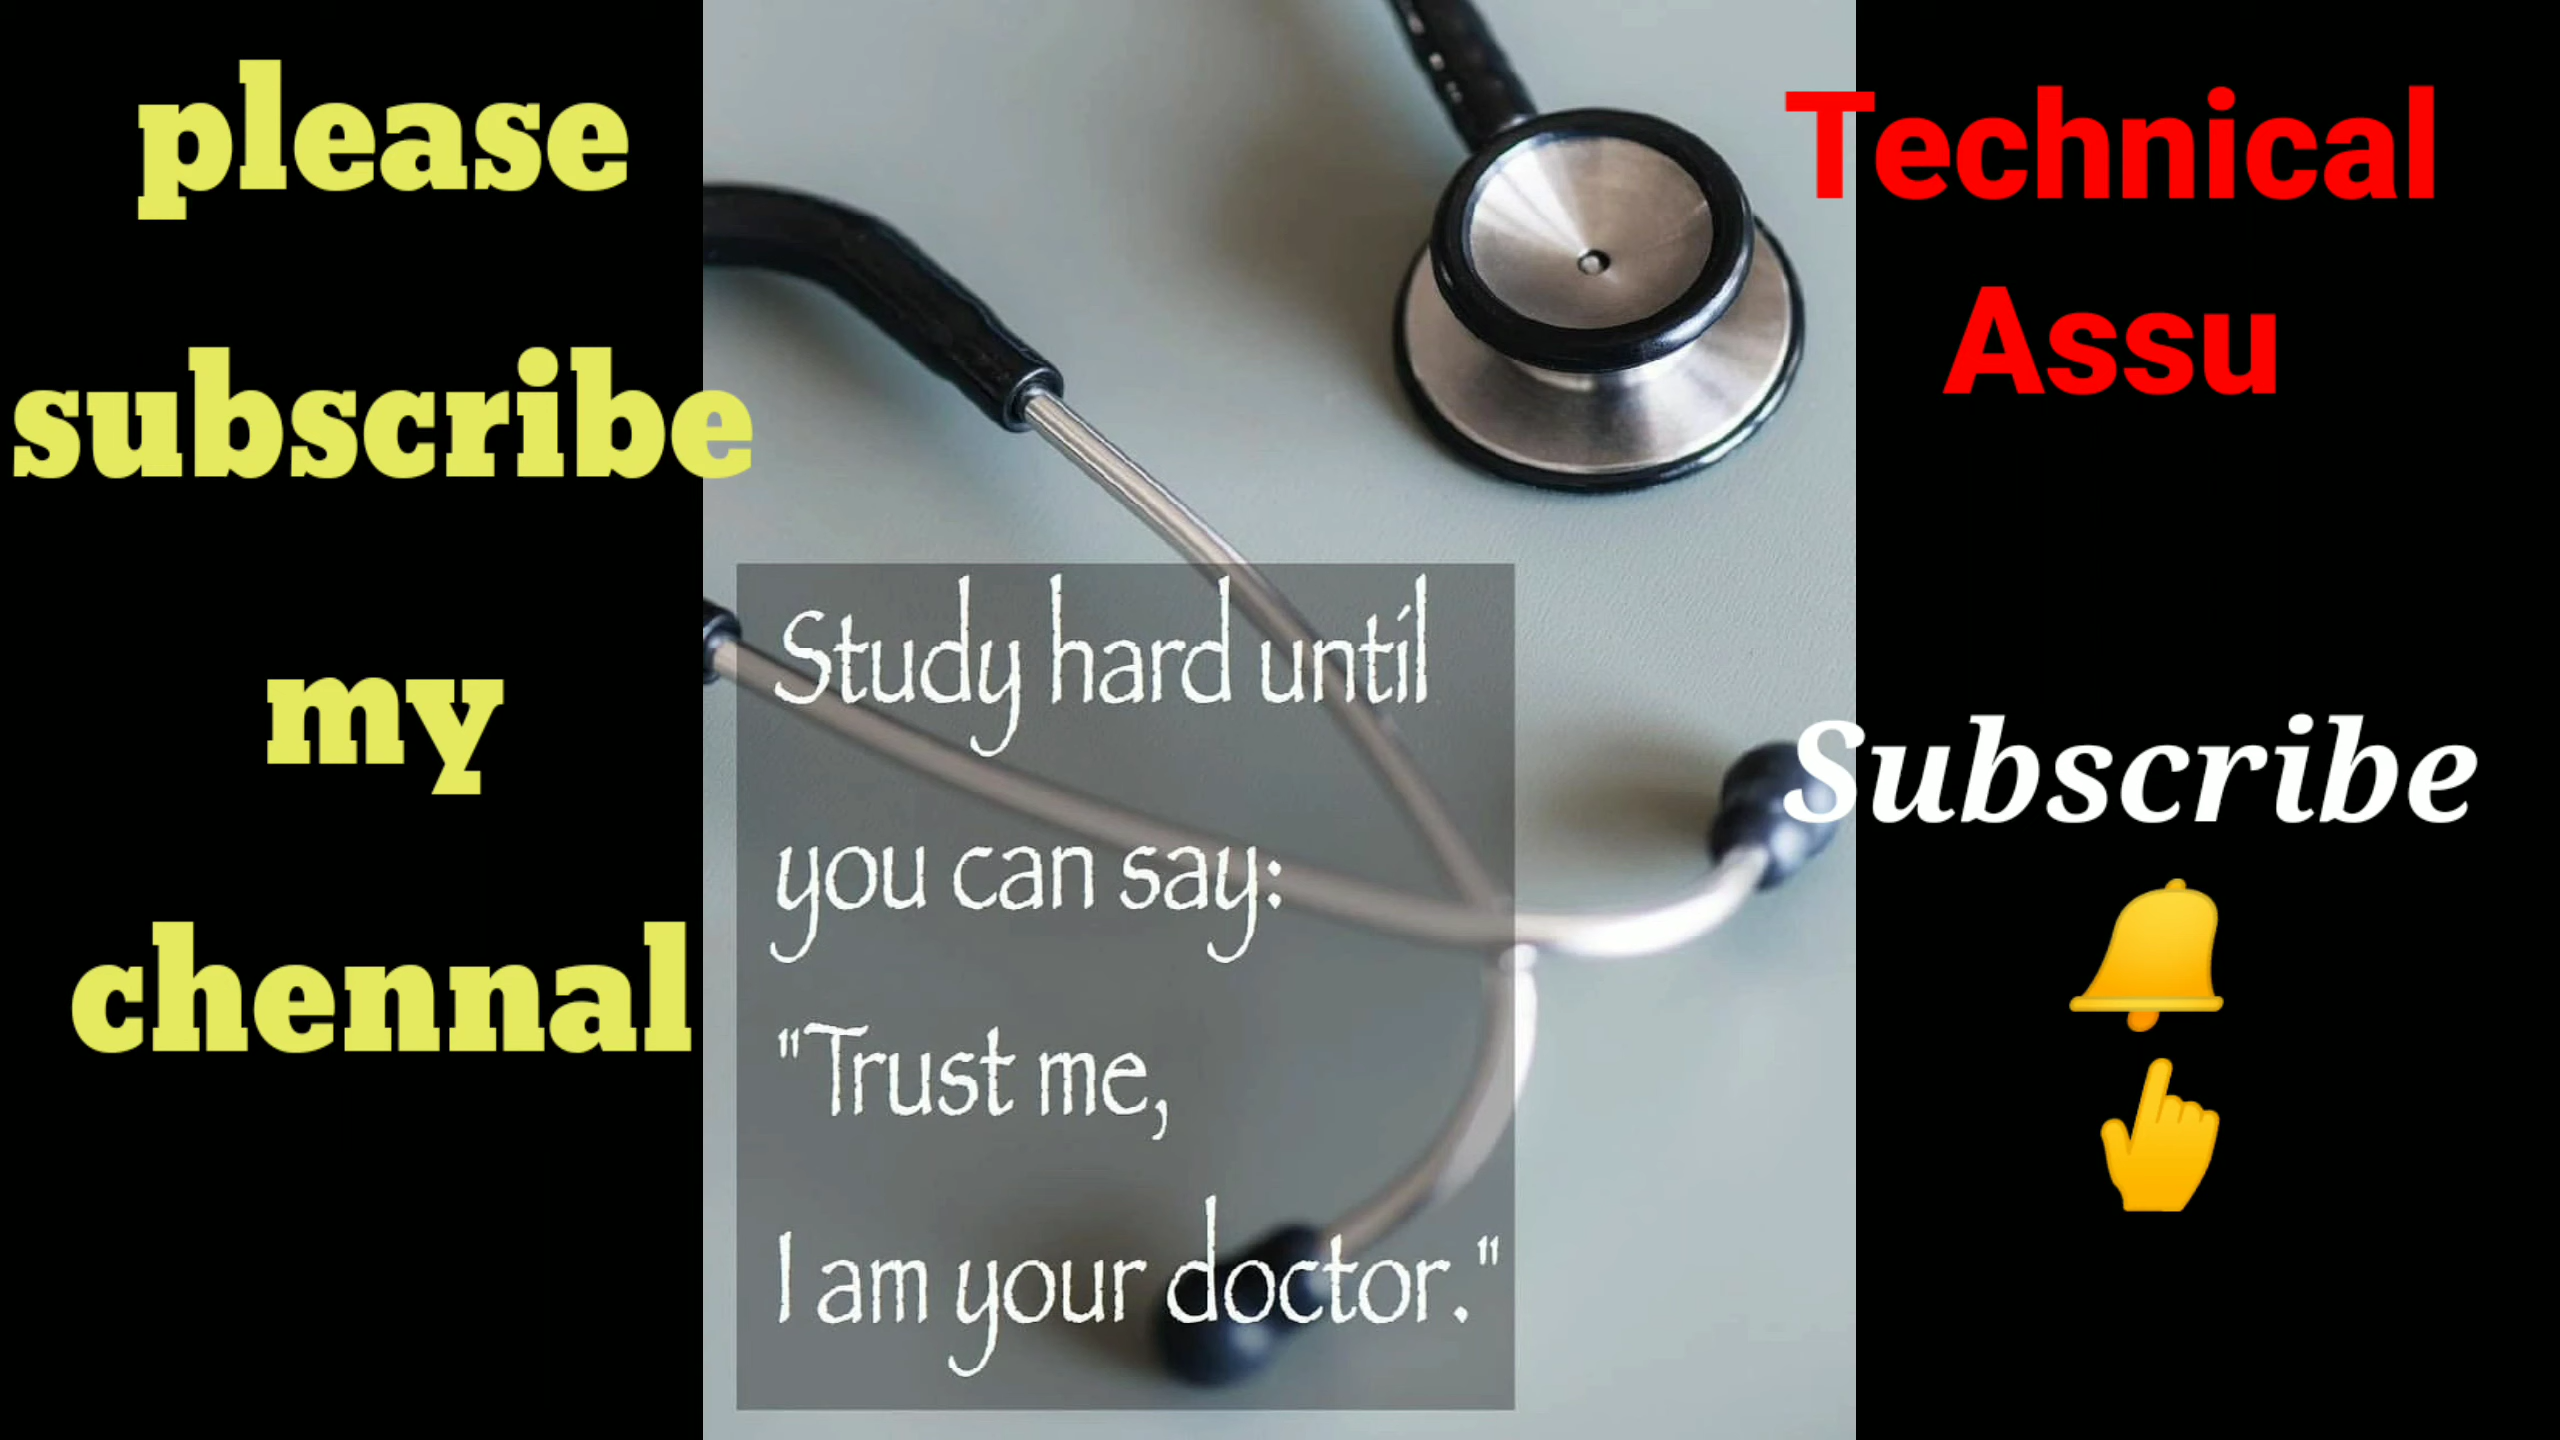 please
subscribe
my
chennal
Study hard until
you can say:
"Trust me,
I am your doctor."
Technical
Assu
Subscribe